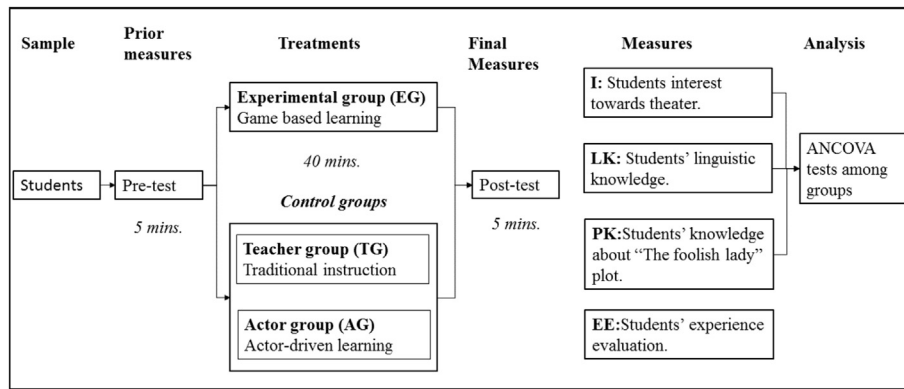 Sample
Prior
measures
Treatments
Final
Measures
Measures
Analysis
Students
Pre-test
5 mins.
Experimental group (EG)
Game based learning
40 mins.
Control groups
Teacher group (TG)
Traditional instruction
Actor group (AG)
Actor-driven learning
Post-test
5 mins.
I: Students interest
towards theater.
LK: Students’ linguistic
knowledge.
PK:Students’ knowledge
about “The foolish lady”
plot.
EE:Students’ experience
evaluation.
ANCOVA
tests among
groups